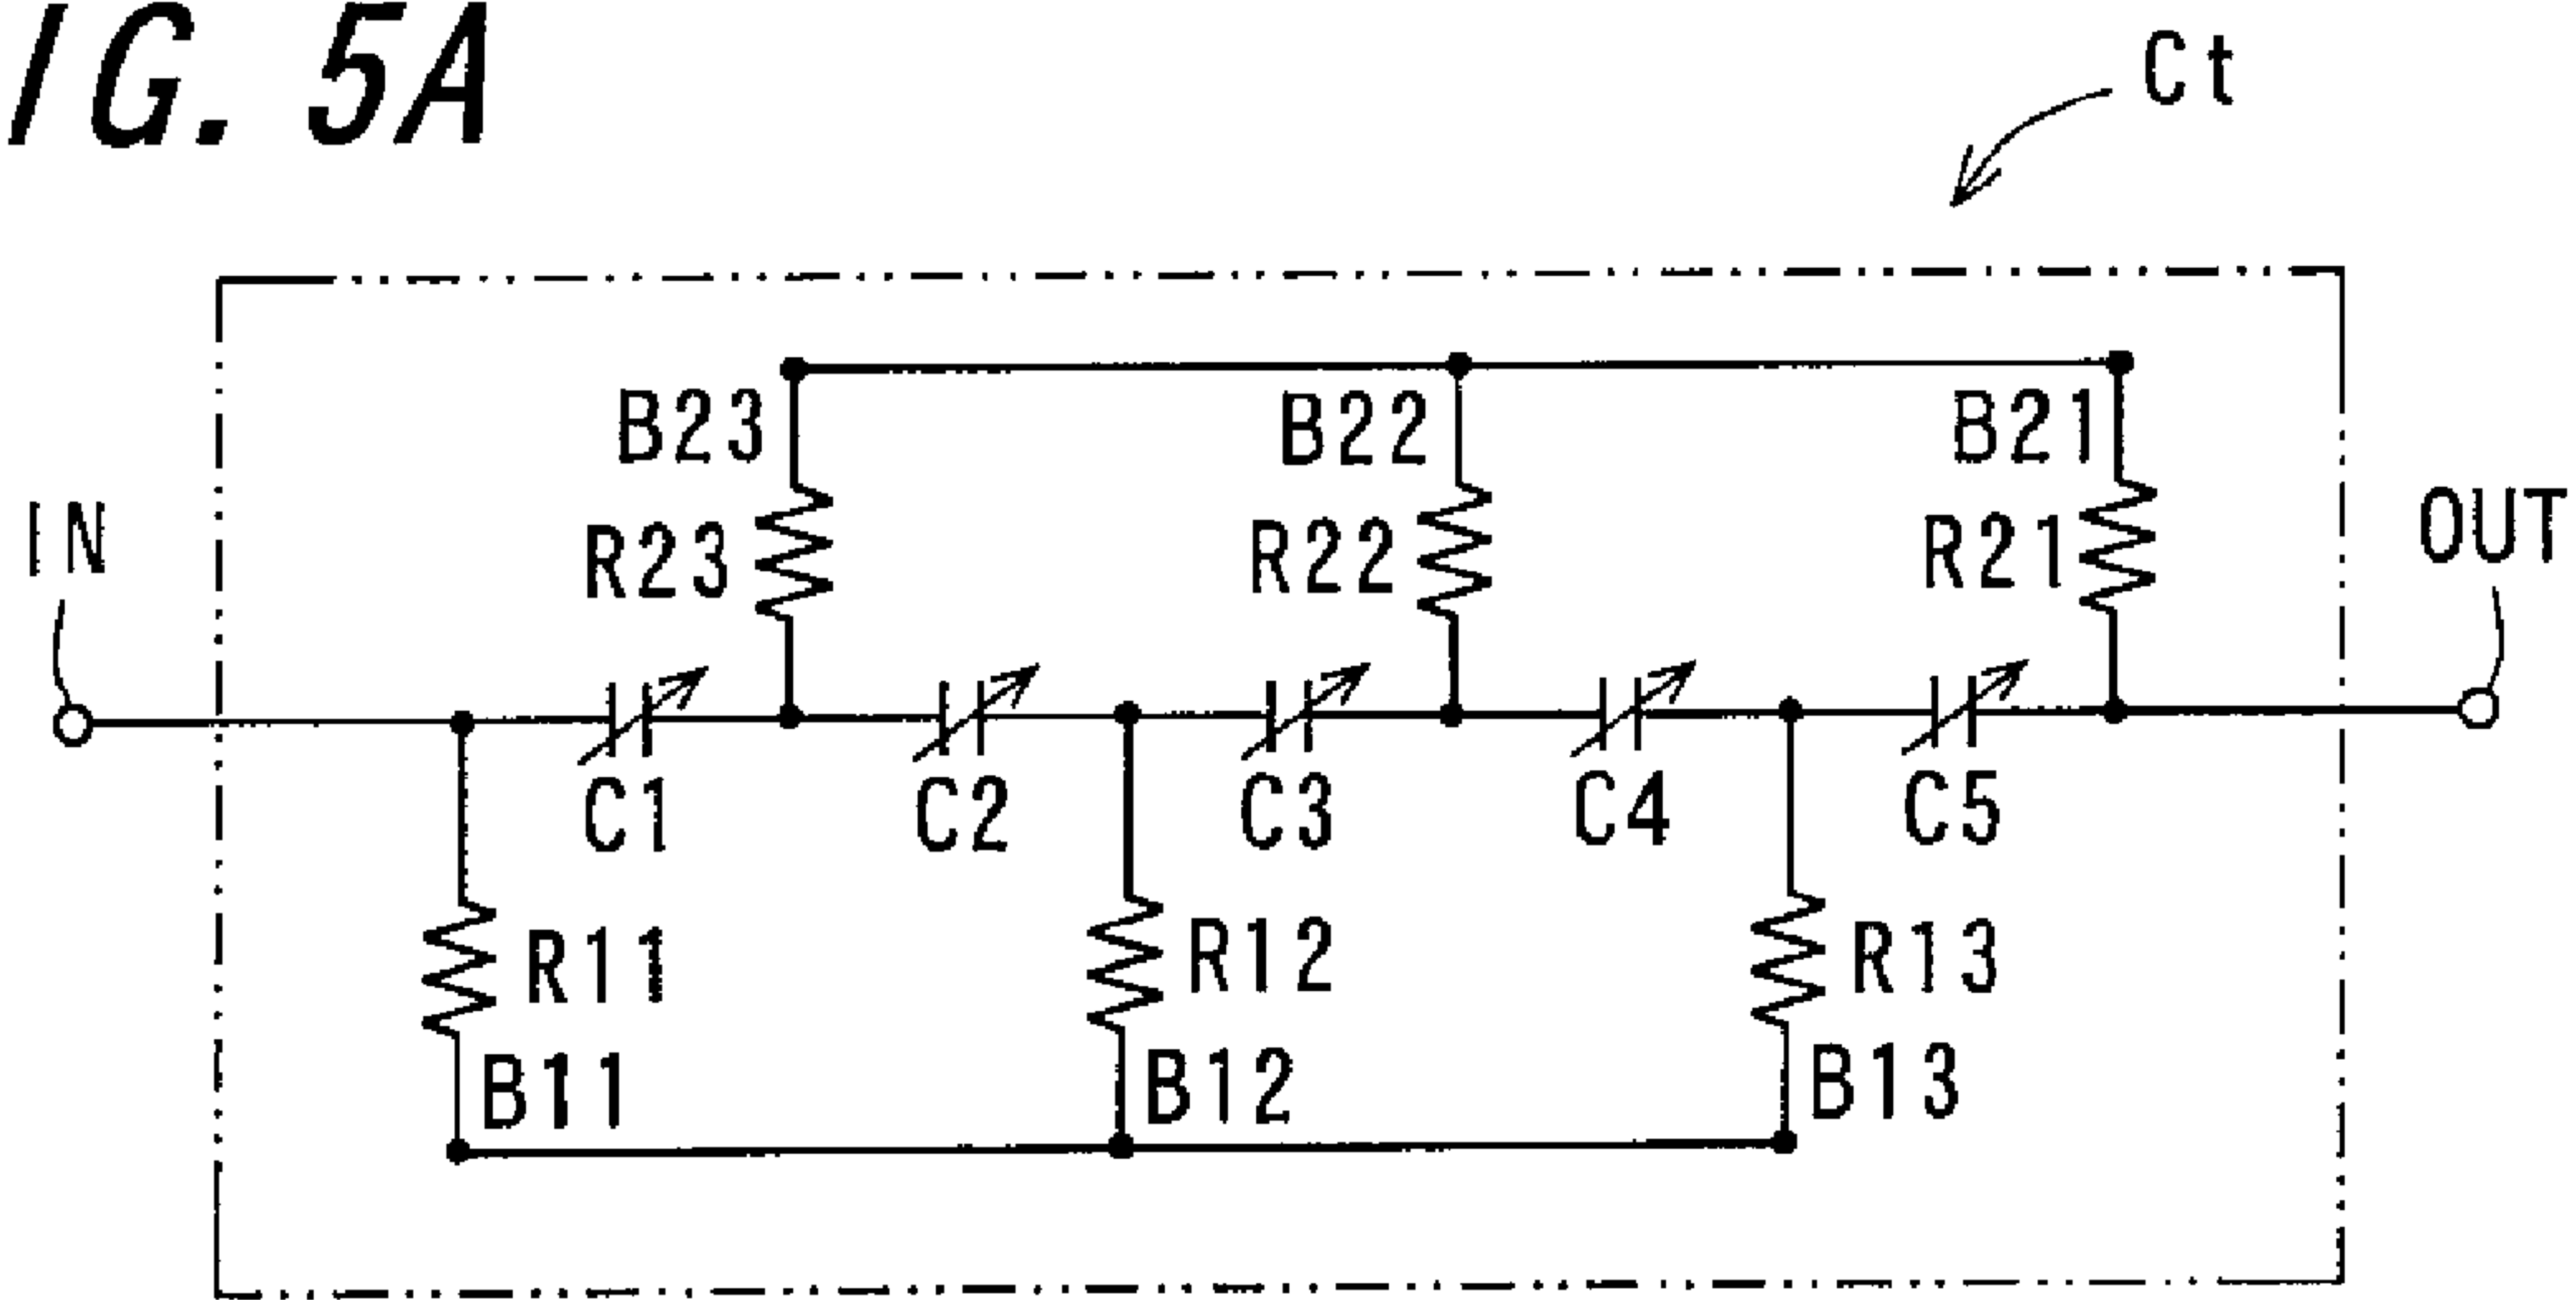 IG. 5A
Ct
B23
B22
B21
R23
R22
R21
IN
OUT
C1
C2
C3
C4
C5
R11
R12
R13
B11
B12
B13